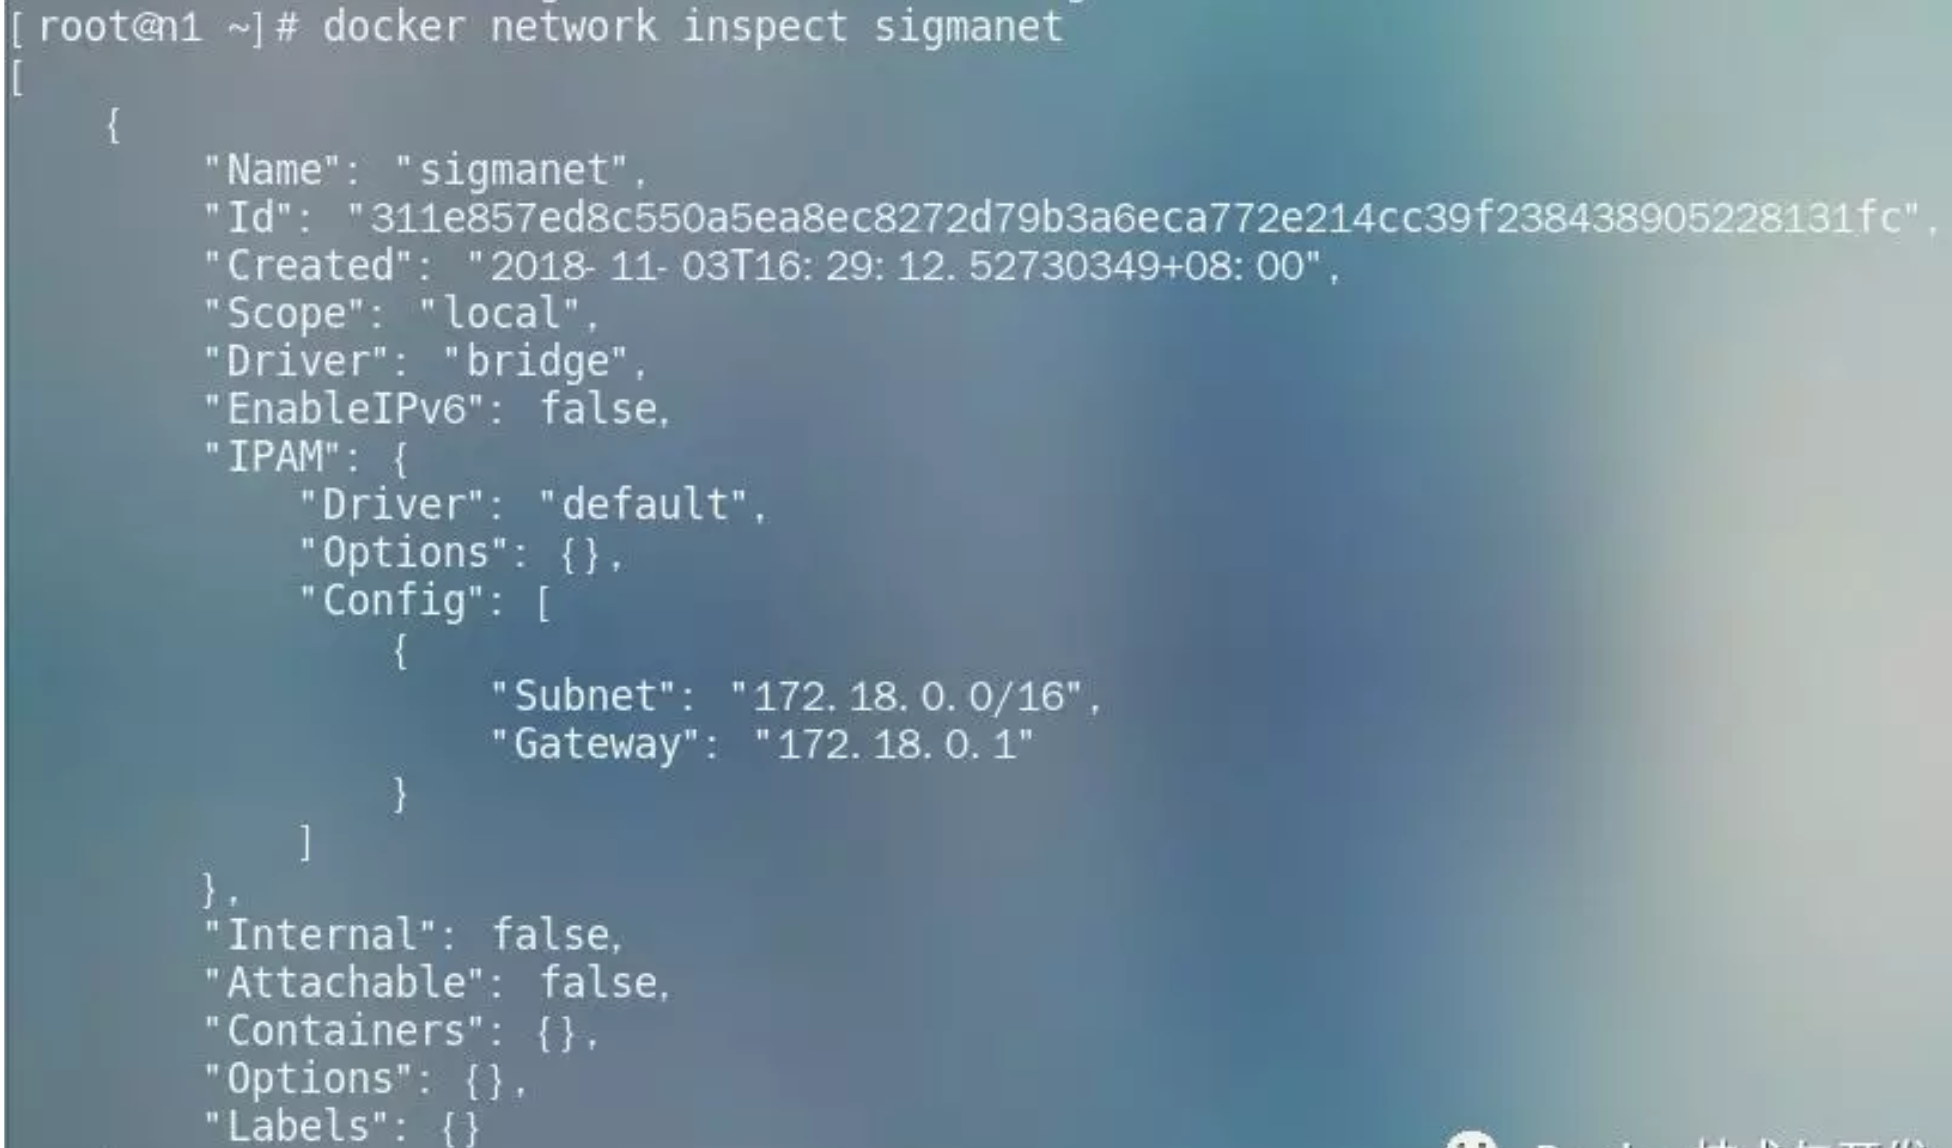 [root@n1 ~]# docker network inspect sigmanet
[
    {
        "Name": "sigmanet",
        "Id": "311e857ed8c550a5ea8ec8272d79b3a6eca772e214cc39f238438905228131fc",
        "Created": "2018-11-03T16:29:12.52730349+08:00",
        "Scope": "local",
        "Driver": "bridge",
        "EnableIPv6": false,
        "IPAM": {
            "Driver": "default",
            "Options": {},
            "Config": [
                {
                    "Subnet": "172.18.0.0/16",
                    "Gateway": "172.18.0.1"
                }
            ]
        },
        "Internal": false,
        "Attachable": false,
        "Containers": {},
        "Options": {},
        "Labels": {}